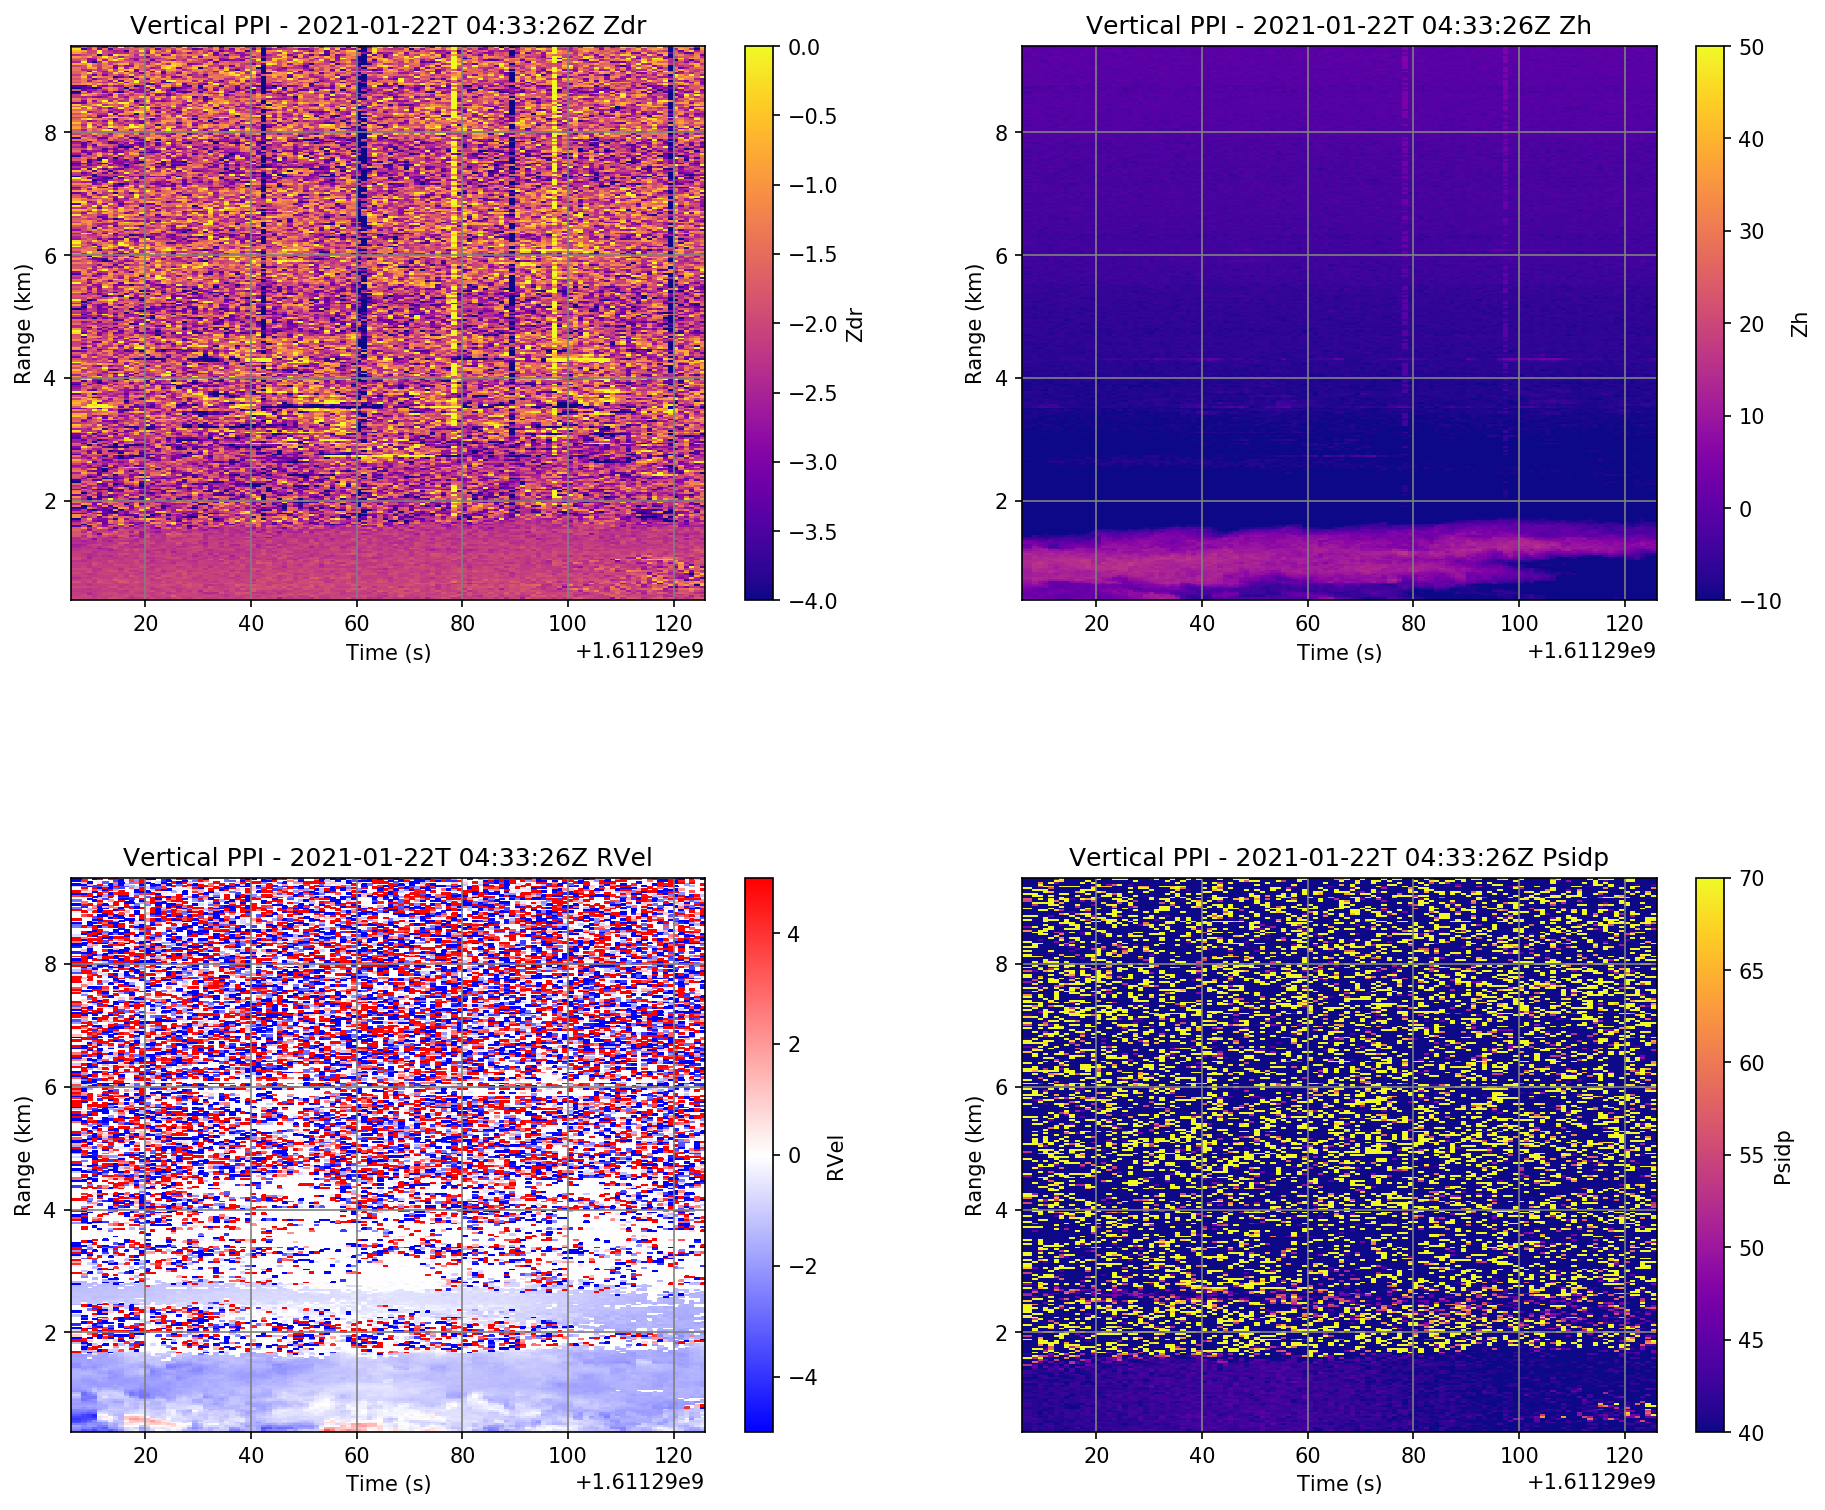 Vertical PPI - 2021-01-22T 04:33:26Z Zdr
Range (km)
8
6
4
2
20 40 60 80 100 120
Time (s)
+1.61129e9
0.0
−0.5
−1.0
−1.5
−2.0
−2.5
−3.0
−3.5
−4.0
Zdr
Vertical PPI - 2021-01-22T 04:33:26Z Zh
Range (km)
8
6
4
2
20 40 60 80 100 120
Time (s)
+1.61129e9
50
40
30
20
10
0
−10
Zh
Vertical PPI - 2021-01-22T 04:33:26Z RVel
Range (km)
8
6
4
2
20 40 60 80 100 120
Time (s)
+1.61129e9
4
2
0
−2
−4
RVel
Vertical PPI - 2021-01-22T 04:33:26Z Psidp
Range (km)
8
6
4
2
20 40 60 80 100 120
Time (s)
+1.61129e9
70
65
60
55
50
45
40
Psidp